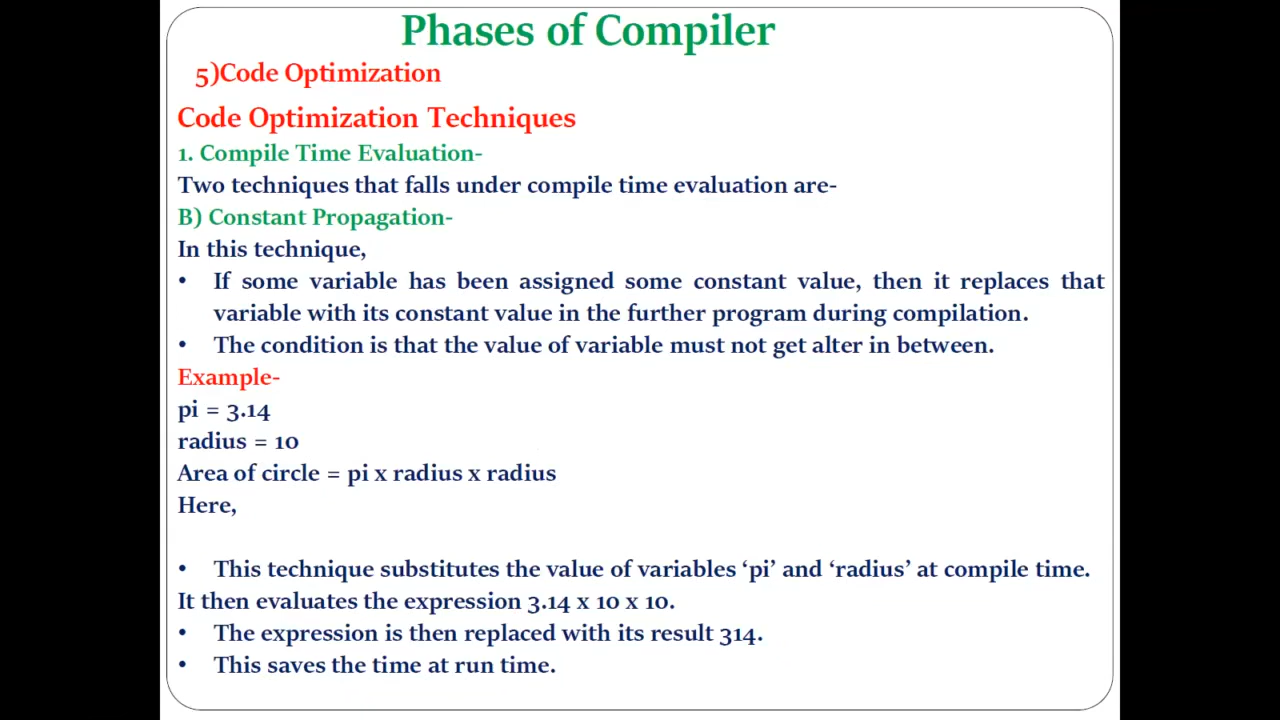 Phases of Compiler
5)Code Optimization
Code Optimization Techniques
1. Compile Time Evaluation-
Two techniques that falls under compile time evaluation are-
B) Constant Propagation-
In this technique,
• If some variable has been assigned some constant value, then it replaces that
variable with its constant value in the further program during compilation.
• The condition is that the value of variable must not get alter in between.
Example-
pi = 3.14
radius = 10
Area of circle = pi x radius x radius
Here,
• This technique substitutes the value of variables ‘pi’ and ‘radius’ at compile time.
It then evaluates the expression 3.14 x 10 x 10.
• The expression is then replaced with its result 314.
• This saves the time at run time.